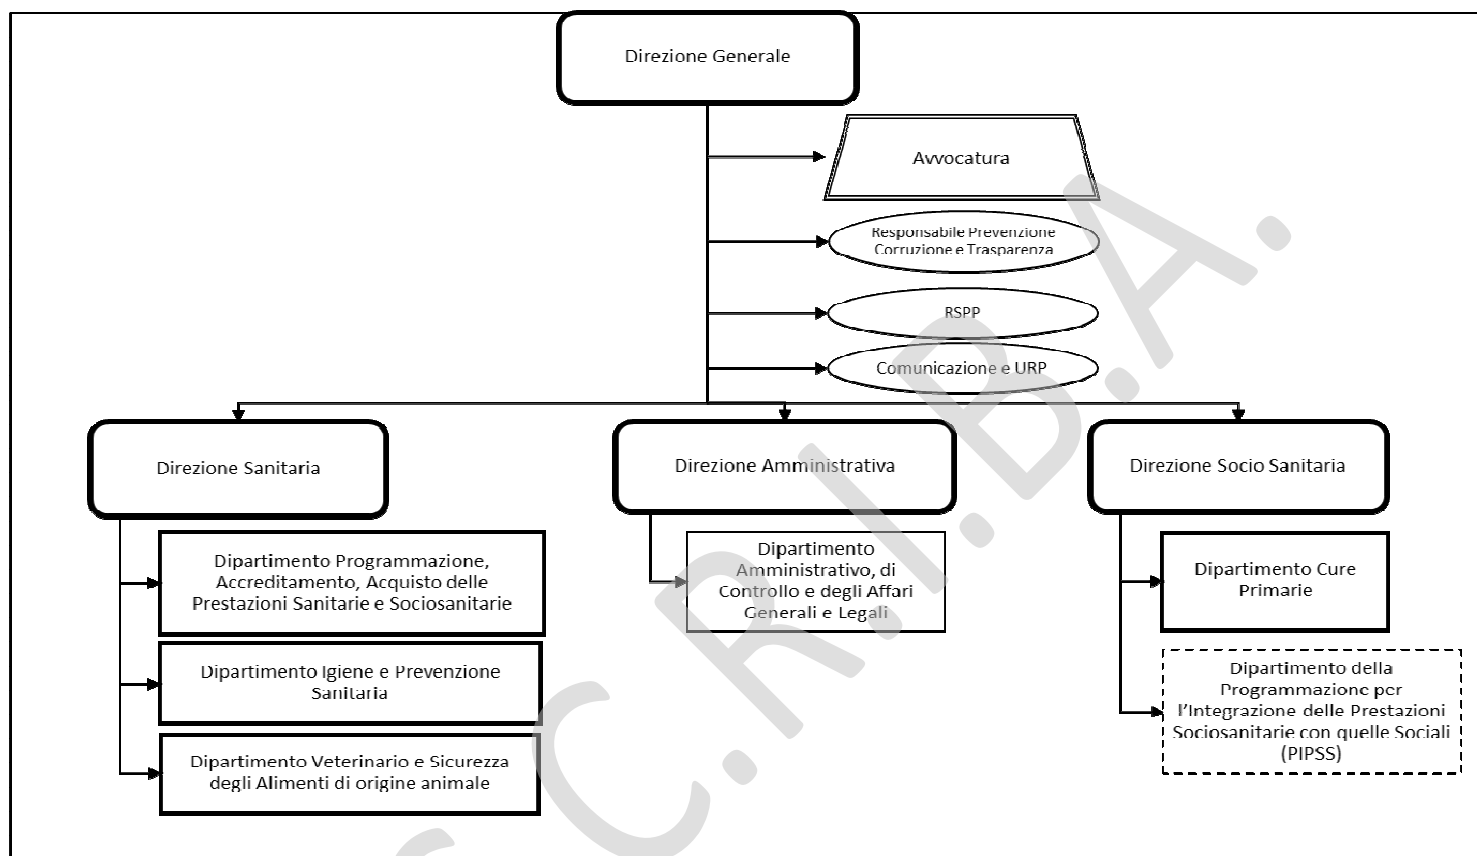 Direzione Generale
Avvocatura
Responsabile Prevenzione
Corruzione e Trasparenza
RSPP
Comunicazione e URP
Direzione Sanitaria
Direzione Amministrativa
Direzione Socio Sanitaria
Dipartimento Programmazione,
Accreditamento, Acquisto delle
Prestazioni Sanitarie e Sociosanitarie
Dipartimento Igiene e Prevenzione
Sanitaria
Dipartimento Veterinario e Sicurezza
degli Alimenti di origine animale
Dipartimento
Amministrativo, di
Controllo e degli Affari
Generali e Legali
Dipartimento Cure
Primarie
Dipartimento della
Programmazione per
l'Integrazione delle Prestazioni
Sociosanitarie con quelle Sociali
(PIPSS)
C.R.I.B.A.